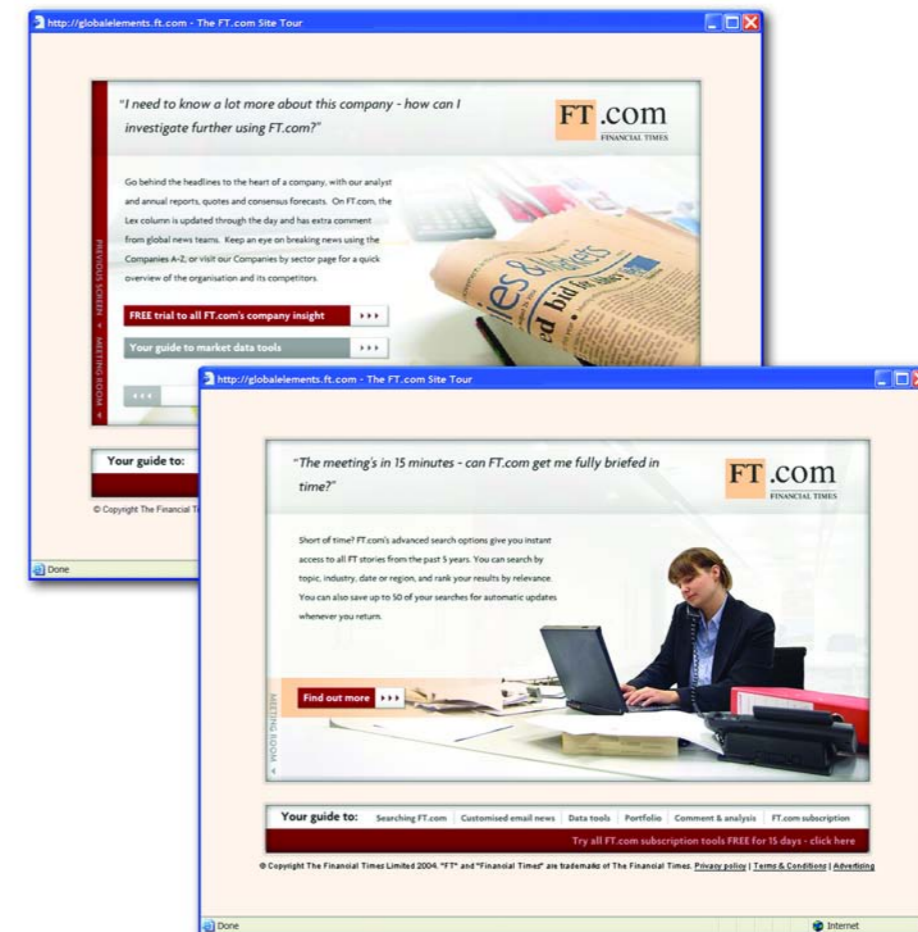 http://globalelements.ft.com - The FT.com Site Tour
"I need to know a lot more about this company - how can I
investigate further using FT.com?"
FT.com
FINANCIAL TIMES
Go behind the headlines to the heart of a company, with our analyst
and annual reports, quotes and consensus forecasts. On FT.com, the
Lex column is updated through the day and has extra comment
from global news teams. Keep an eye on breaking news using the
Companies A-Z, or visit our Companies by sector page for a quick
overview of the organisation and its competitors.
PREVIOUS SCREEN
MEETING ROOM
ies & Markets
ed bid for
FREE trial to all FT.com's company insight
Your guide to market data tools
Your guide to:
© Copyright The Financial
Done
http://globalelements.ft.com - The FT.com Site Tour
"The meeting's in 15 minutes - can FT.com get me fully briefed in
time?"
FT.com
FINANCIAL TIMES
Short of time? FT.com's advanced search options give you instant
access to all FT stories from the past 5 years. You can search by
topic, industry, date or region, and rank your results by relevance.
You can also save up to 50 of your searches for automatic updates
whenever you return.
Find out more
MEETING ROOM
Your guide to: Searching FT.com | Customised email news | Data tools | Portfolio | Comment & analysis | FT.com subscription
Try all FT.com subscription tools FREE for 15 days - click here
© Copyright The Financial Times Limited 2004. "FT" and "Financial Times" are trademarks of The Financial Times. Privacy policy | Terms & Conditions | Advertising
Done
Internet